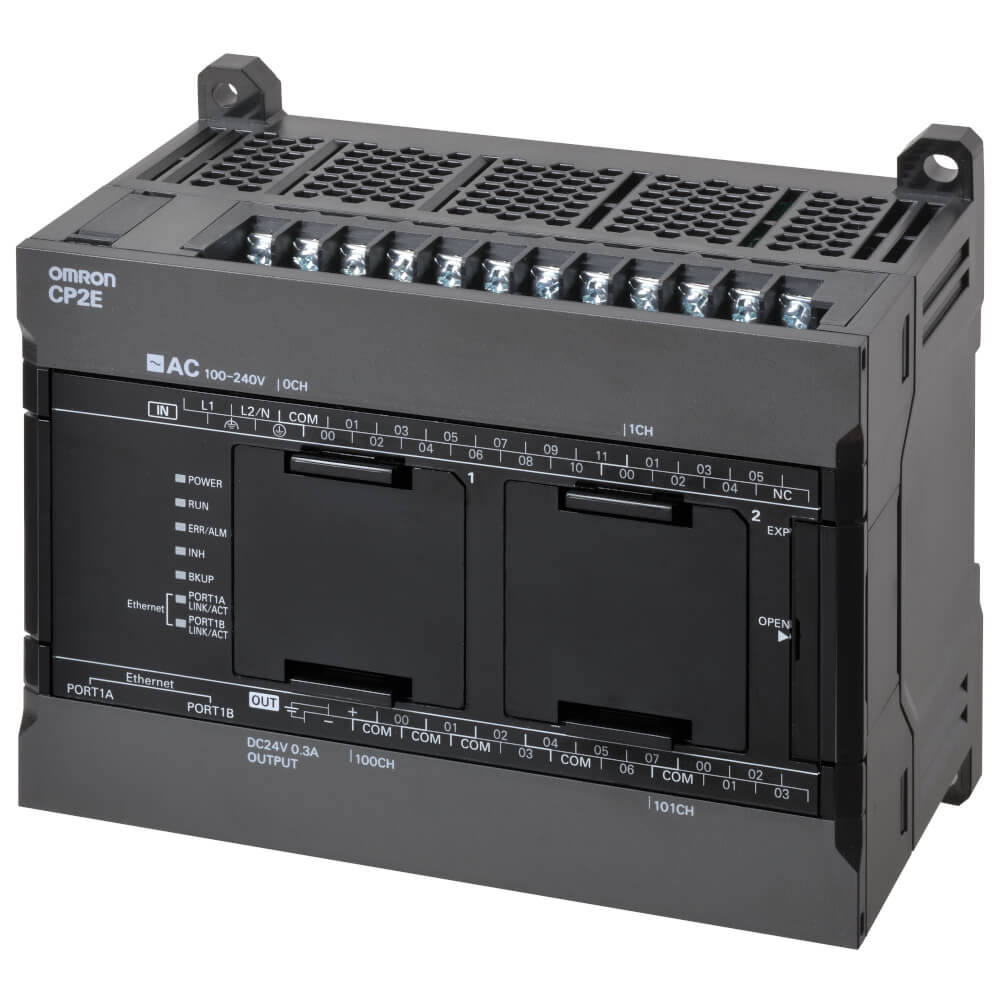 OMRON
CP2E
AC 100-240V 0CH
1CH
IN L1 L2/N COM 01 03 05 07 09 11 01 03 05
00 02 04 06 08 10 00 02 04 NC
1
2
EXP
POWER
RUN
ERR/ALM
INH
BKUP
Ethernet
PORT1A
LINK/ACT
PORT1B
LINK/ACT
OPEN
Ethernet
PORT1A
PORT1B
OUT − + 00 01 02 04 05 07 00 02
COM COM COM 03 COM 06 COM 01 03
DC24V 0.3A
OUTPUT
100CH
101CH